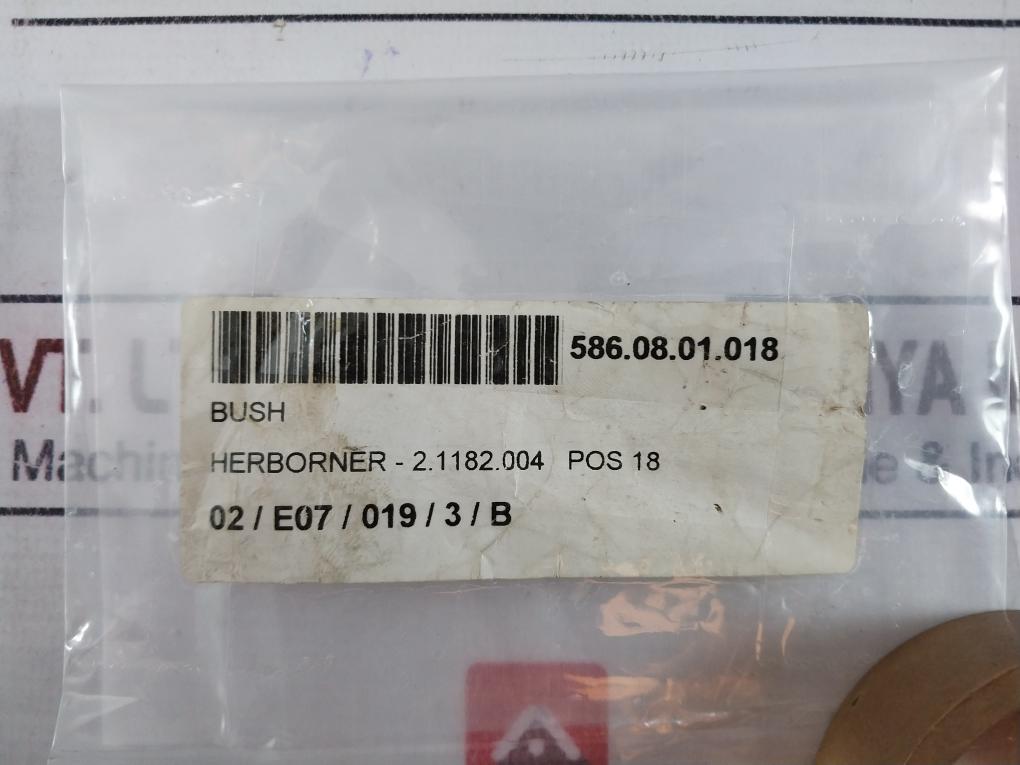 586.08.01.018
BUSH
HERBORNER - 2.1182.004 POS 18
02 / E07 / 019 / 3 / B